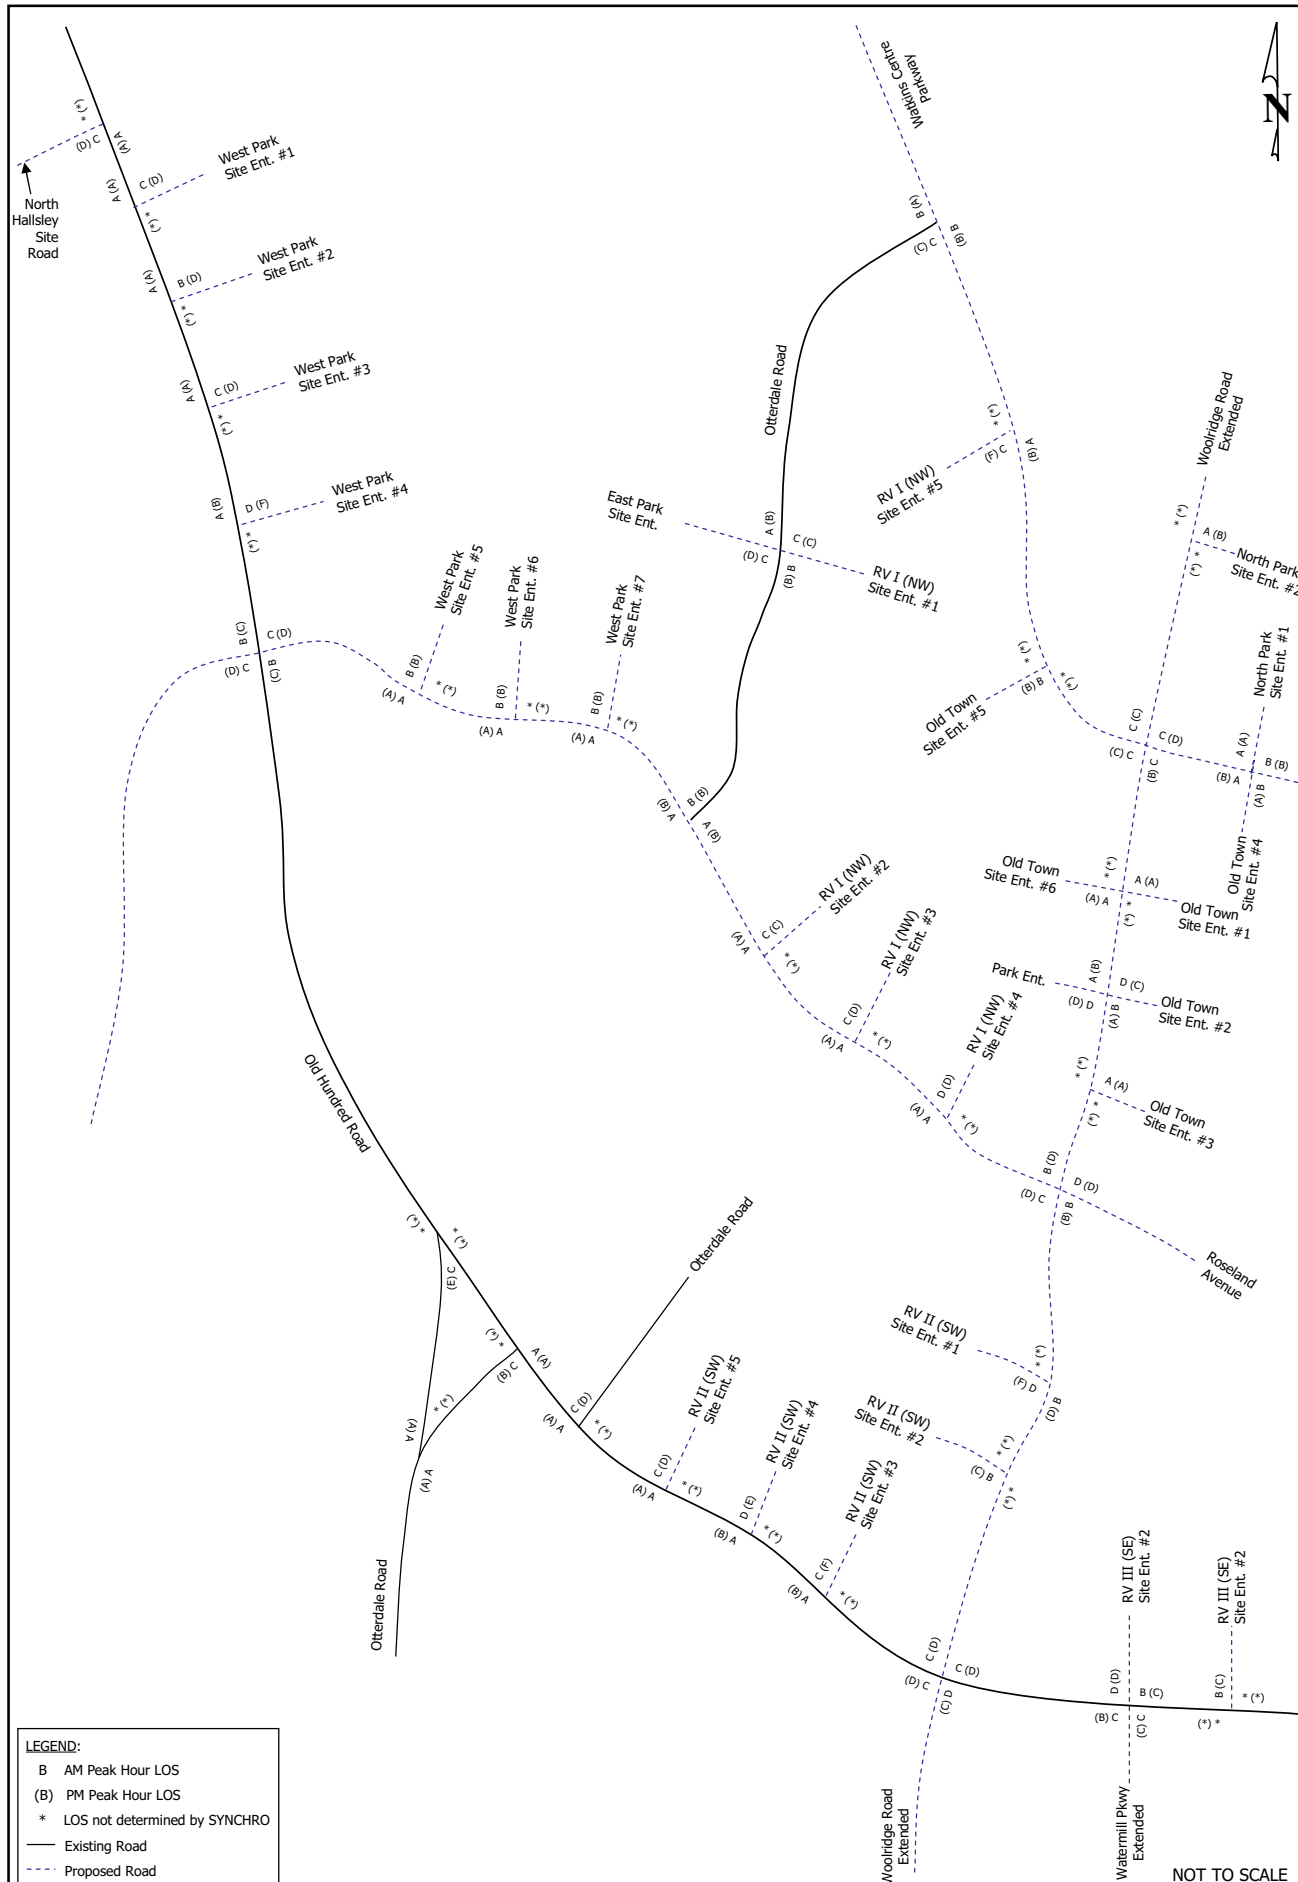 Watkins Centre
Parkway
N
* (*)
(D) C
(A) A
North
Hallsley
Site
Road
A (A)
C (D)
(*) *
West Park
Site Ent. #1
A (A)
B (D)
(*) *
West Park
Site Ent. #2
A (A)
C (D)
(*) *
West Park
Site Ent. #3
A (B)
D (F)
(*) *
West Park
Site Ent. #4
B (A)
(C) C
(B) B
Otterdale Road
* (*)
(F) C
(B) A
RV I (NW)
Site Ent. #5
East Park
Site Ent.
A (B)
C (C)
(D) C
(B) B
RV I (NW)
Site Ent. #1
Woolridge Road
Extended
* (*)
A (B)
(*) *
North Park
Site Ent. #2
B (C)
C (D)
(D) C
(C) B
West Park
Site Ent. #5
B (B)
* (*)
(A) A
West Park
Site Ent. #6
B (B)
* (*)
(A) A
West Park
Site Ent. #7
B (B)
* (*)
(A) A
* (*)
(B) B
* (*)
Old Town
Site Ent. #5
C (C)
C (D)
(C) C
(B) C
North Park
Site Ent. #1
A (A)
B (B)
(B) A
(A) B
Old Town
Site Ent. #4
B (B)
(B) A
A (B)
RV I (NW)
Site Ent. #2
C (C)
* (*)
(A) A
RV I (NW)
Site Ent. #3
C (D)
* (*)
(A) A
RV I (NW)
Site Ent. #4
D (D)
* (*)
(A) A
Old Town
Site Ent. #6
* (*)
A (A)
(A) A
(*) *
Old Town
Site Ent. #1
Park Ent.
A (B)
D (C)
(D) D
(A) B
Old Town
Site Ent. #2
* (*)
A (A)
(*) *
Old Town
Site Ent. #3
B (D)
D (D)
(D) C
(B) B
Roseland
Avenue
Old Hundred Road
(*) *
* (*)
(E) C
Otterdale Road
(*) *
A (A)
(B) C
* (*)
(A) A
(A) A
Otterdale Road
C (D)
* (*)
(A) A
RV II (SW)
Site Ent. #5
C (D)
* (*)
(A) A
RV II (SW)
Site Ent. #4
D (E)
* (*)
(B) A
RV II (SW)
Site Ent. #3
C (F)
* (*)
(B) A
RV II (SW)
Site Ent. #1
* (*)
(F) D
(D) B
RV II (SW)
Site Ent. #2
* (*)
(C) B
(*) *
C (D)
C (D)
(D) C
(C) D
Woolridge Road
Extended
RV III (SE)
Site Ent. #2
D (D)
B (C)
(B) C
(C) C
Watermill Pkwy
Extended
RV III (SE)
Site Ent. #2
B (C)
* (*)
(*) *
LEGEND:
B AM Peak Hour LOS
(B) PM Peak Hour LOS
* LOS not determined by SYNCHRO
Existing Road
Proposed Road
NOT TO SCALE